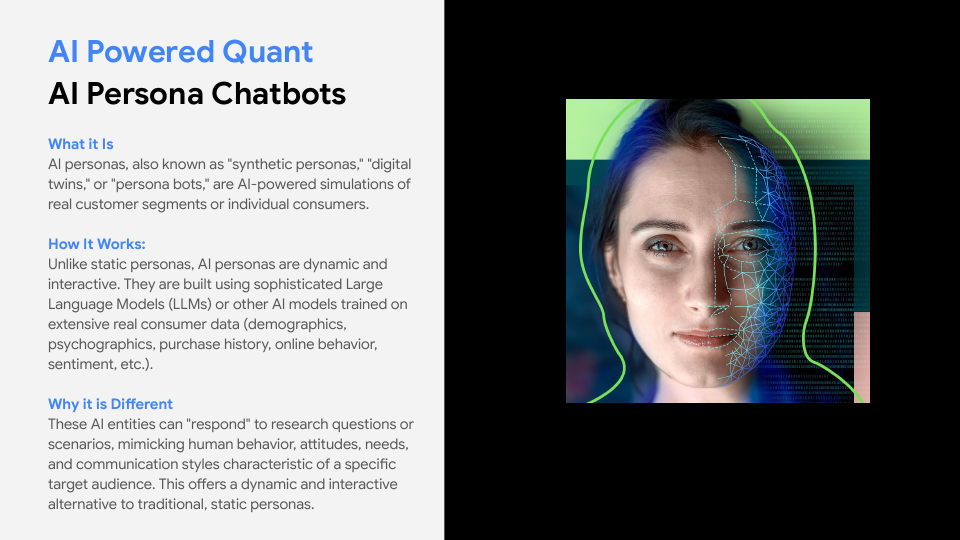 AI Powered Quant
AI Persona Chatbots
What it Is
AI personas, also known as "synthetic personas," "digital
twins," or "persona bots," are AI-powered simulations of
real customer segments or individual consumers.
How It Works:
Unlike static personas, AI personas are dynamic and
interactive. They are built using sophisticated Large
Language Models (LLMs) or other AI models trained on
extensive real consumer data (demographics,
psychographics, purchase history, online behavior,
sentiment, etc.).
Why it is Different
These AI entities can "respond" to research questions or
scenarios, mimicking human behavior, attitudes, needs,
and communication styles characteristic of a specific
target audience. This offers a dynamic and interactive
alternative to traditional, static personas.